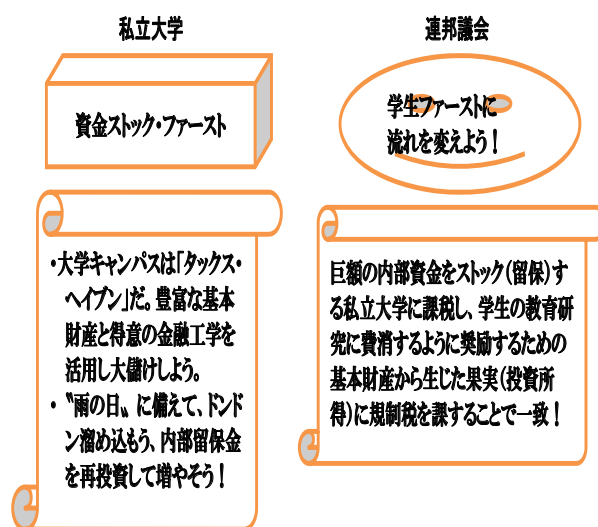 私立大学
資金ストック・ファースト
・大学キャンパスは「タックス・
ヘイブン」だ。豊富な基本
財産と得意の金融工学を
活用し大儲けしよう。
・〝雨の日〟に備えて、ドンド
ン溜め込もう、内部留保金
を再投資して増やそう！
連邦議会
学生ファーストに
流れを変えよう！
巨額の内部資金をストック（留保）す
る私立大学に課税し、学生の教育研
究に費消するように奨励するための
基本財産から生じた果実（投資所
得）に規制税を課することで一致！